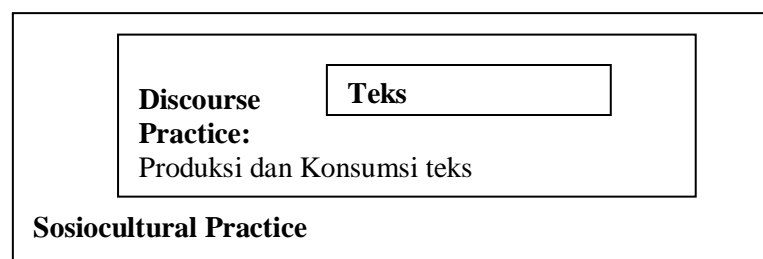 Teks
Discourse
Practice:
Produksi dan Konsumsi teks
Sosiocultural Practice